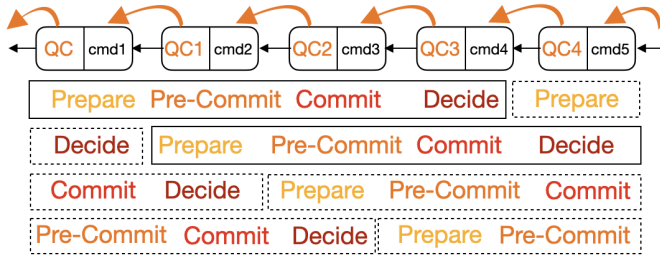 QC cmd1 QC1 cmd2 QC2 cmd3 QC3 cmd4 QC4 cmd5
Prepare Pre-Commit Commit Decide Prepare
Decide Prepare Pre-Commit Commit Decide
Commit Decide Prepare Pre-Commit Commit
Pre-Commit Commit Decide Prepare Pre-Commit